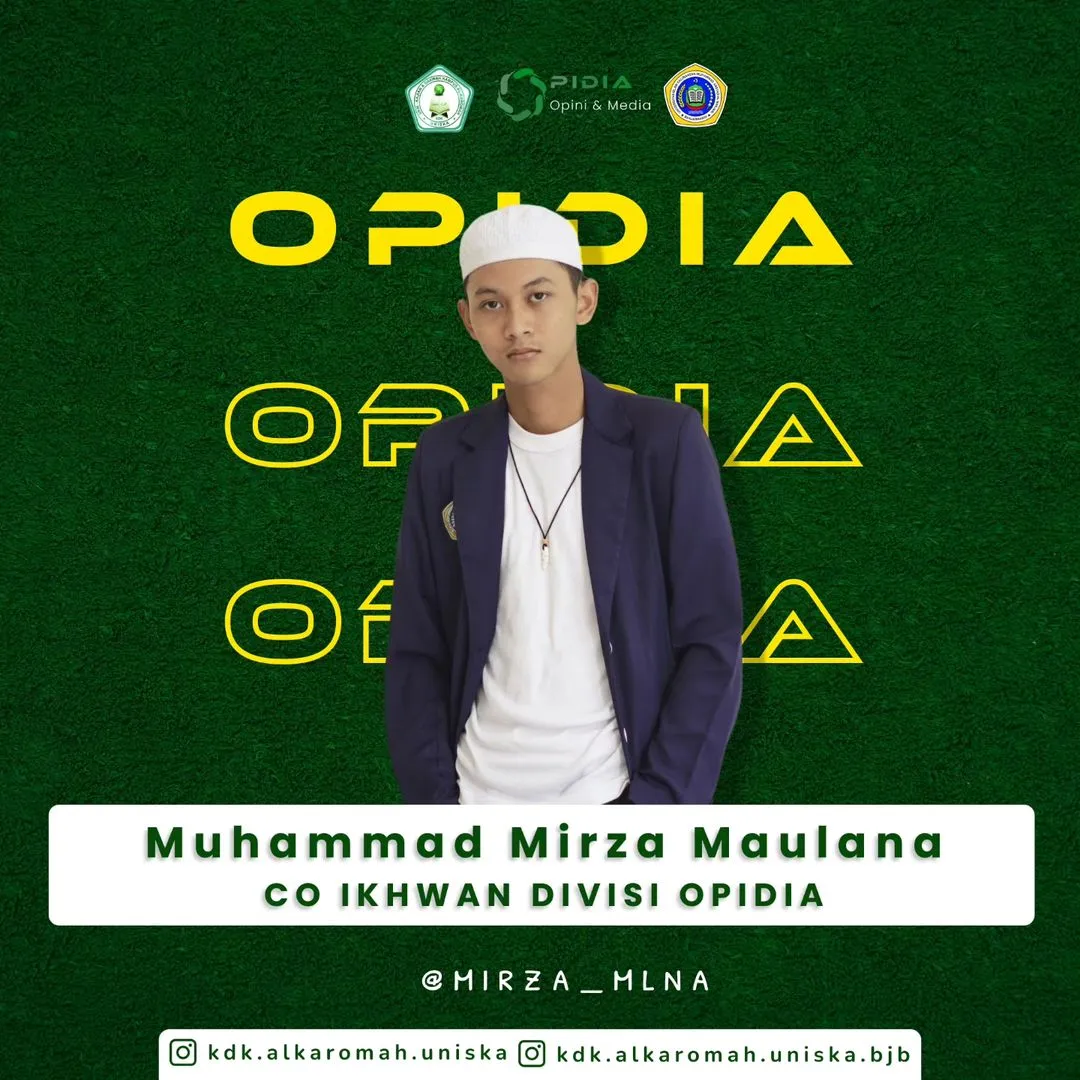 OPIDIA
Opini & Media
OPIDIA
OPIDIA
Muhammad Mirza Maulana
CO IKHWAN DIVISI OPIDIA
@MIRZA_MLNA
kdk.alkaromah.uniska kdk.alkaromah.uniska.bjb